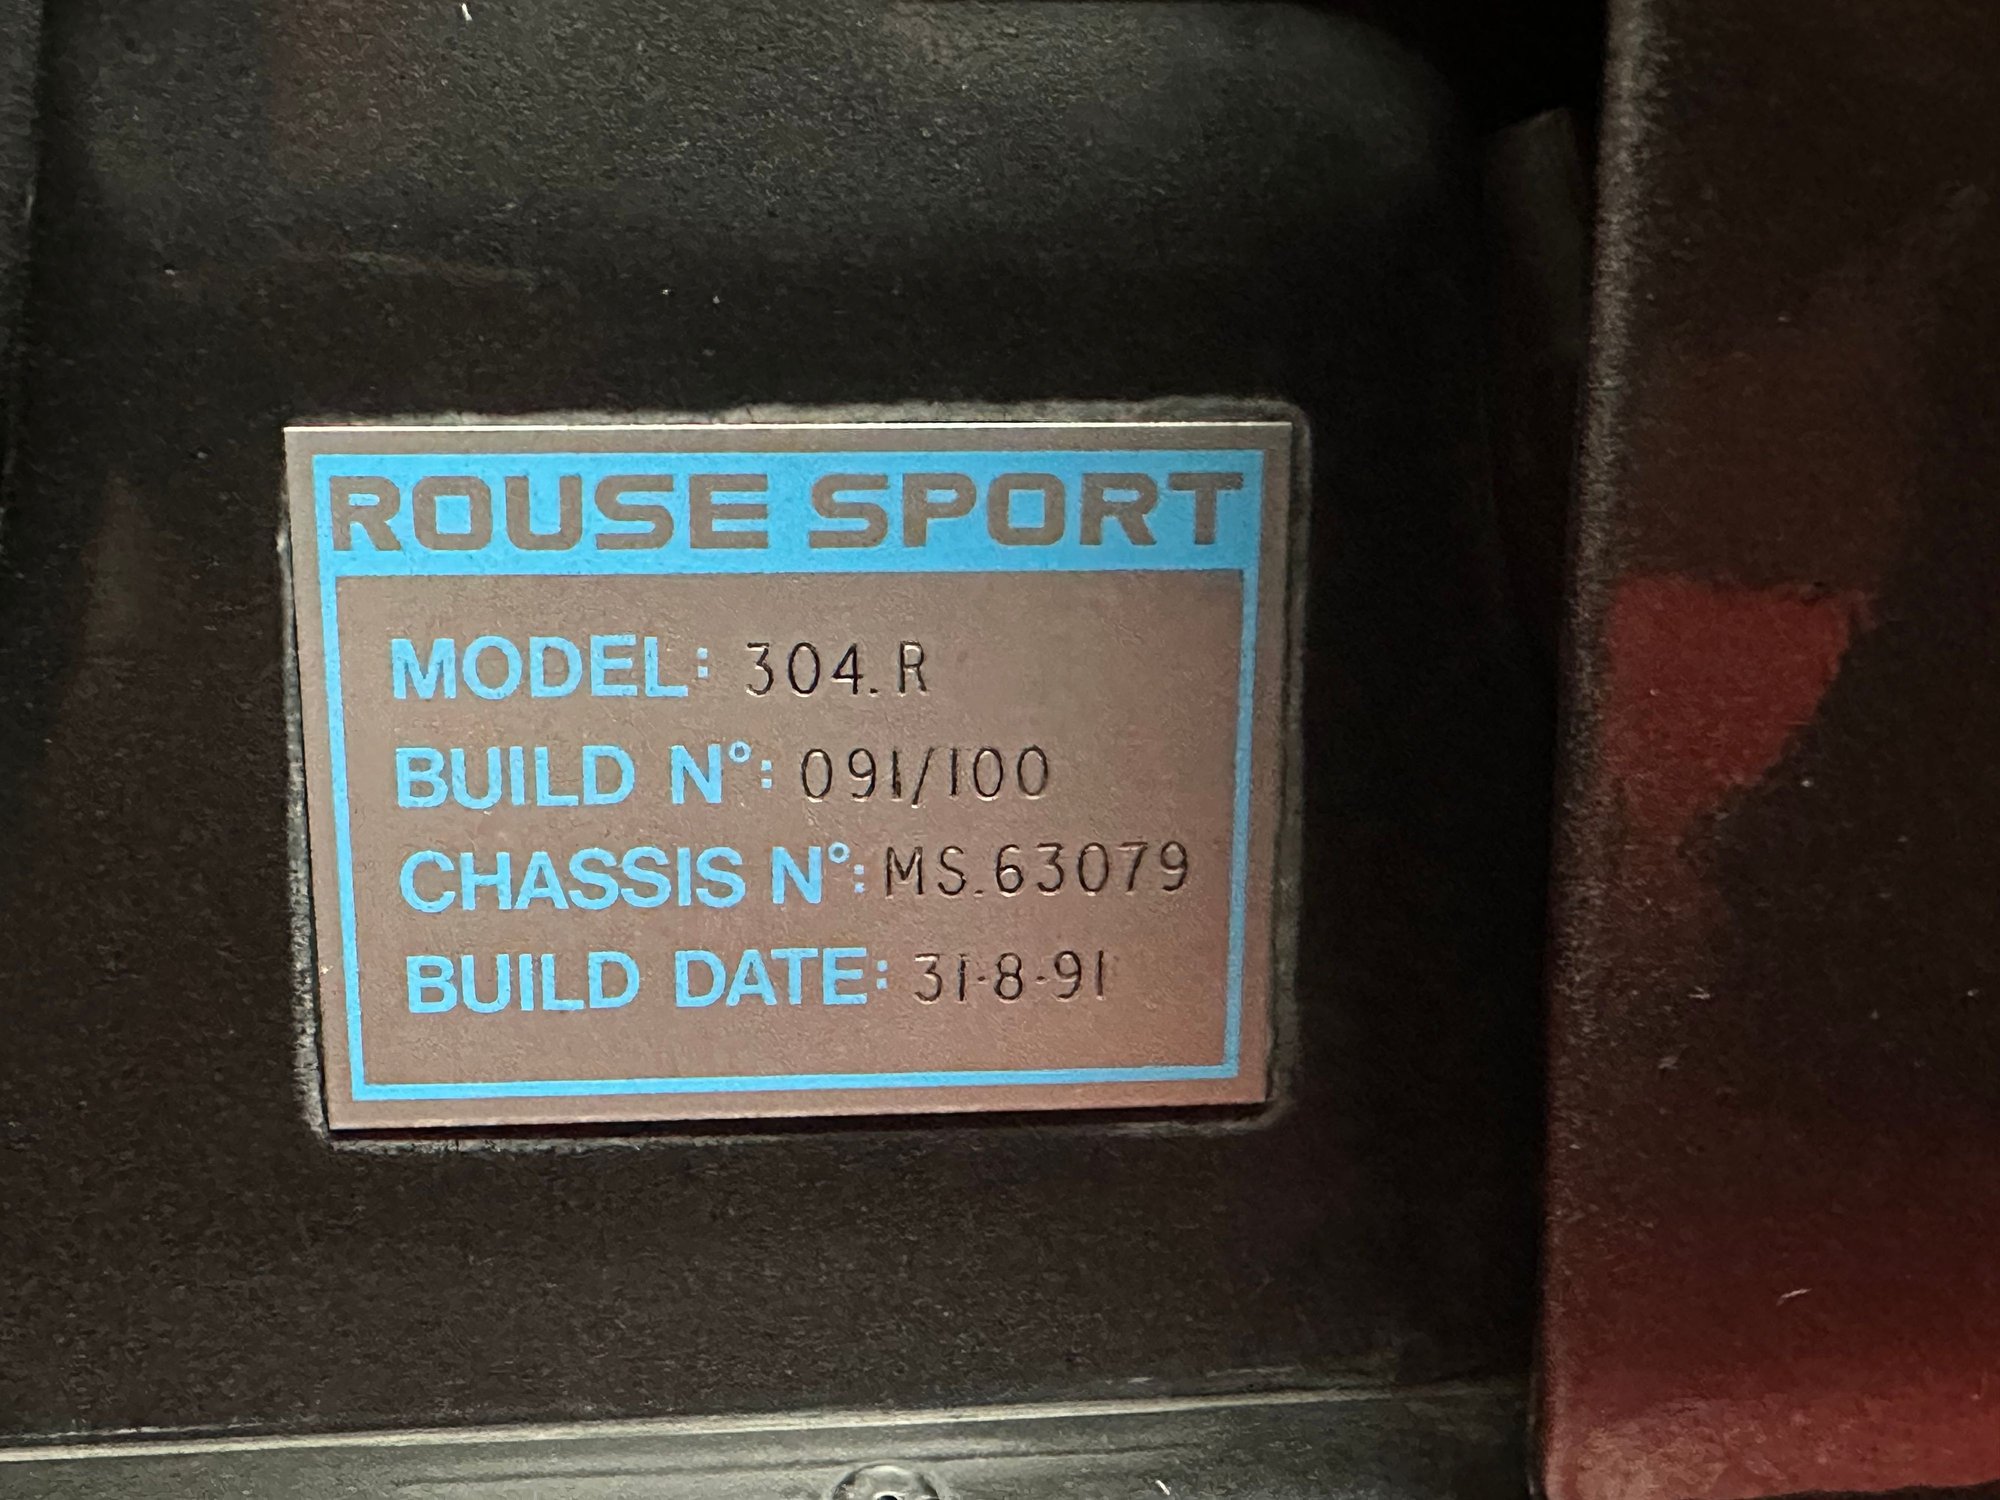 ROUSE SPORT
MODEL: 304.R
BUILD N°: 091/100
CHASSIS N°: MS.63079
BUILD DATE: 31-8-91